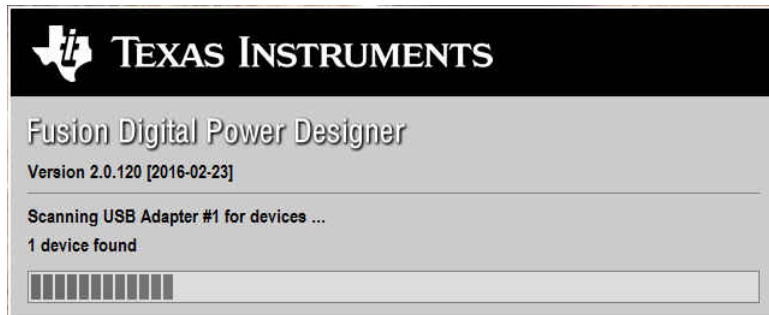 TEXAS INSTRUMENTS
Fusion Digital Power Designer
Version 2.0.120 [2016-02-23]
Scanning USB Adapter #1 for devices ...
1 device found